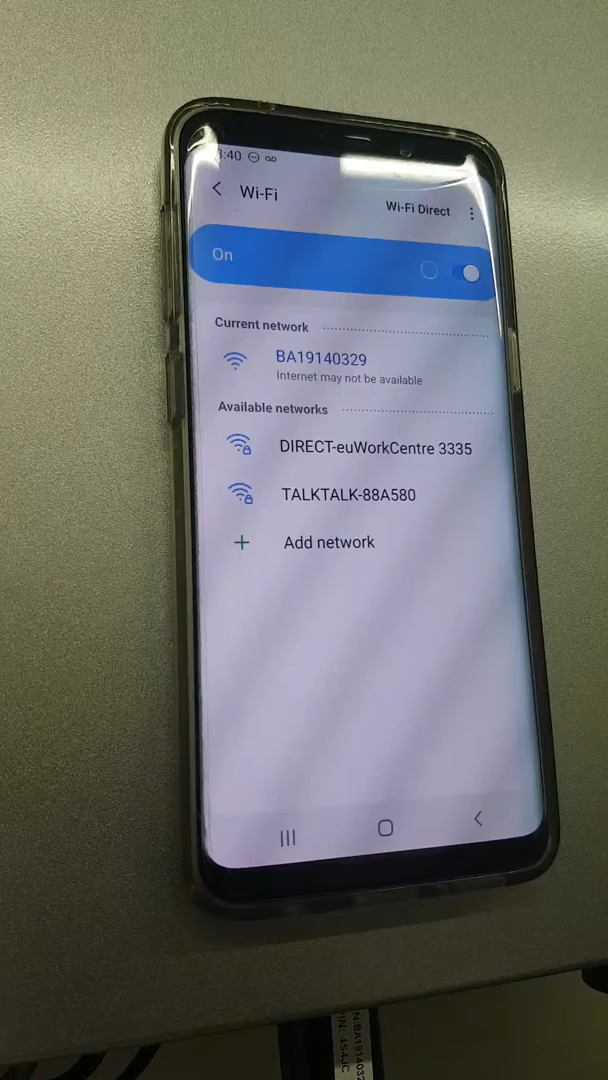 3:40
Wi-Fi
Wi-Fi Direct
On
Current network
BA19140329
Internet may not be available
Available networks
DIRECT-euWorkCentre 3335
TALKTALK-88A580
Add network
N:BA1914032